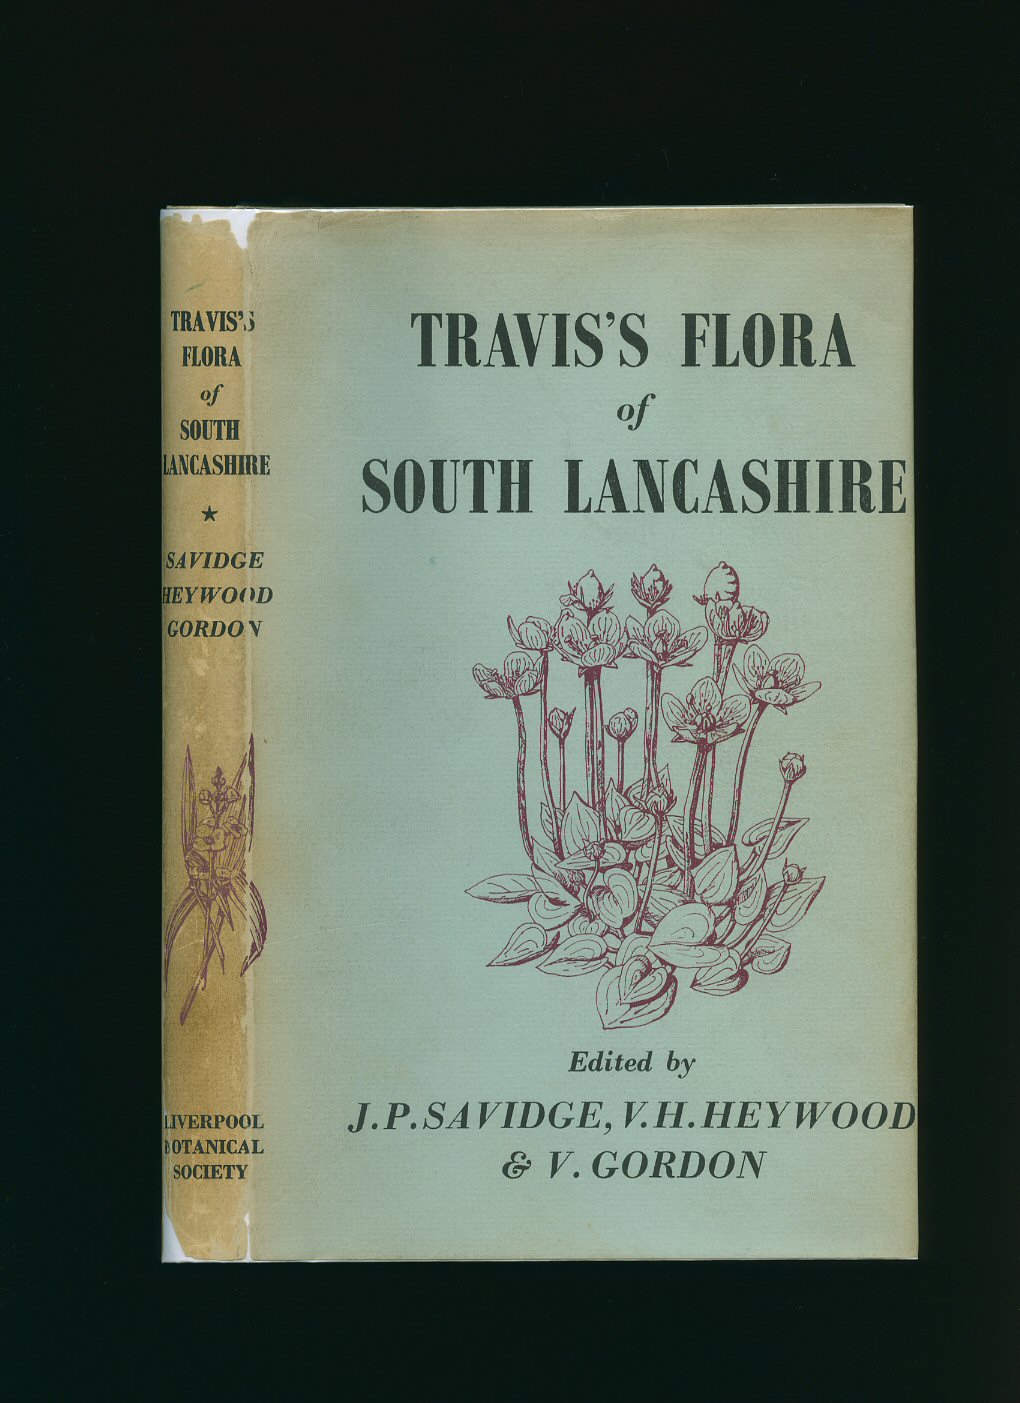 TRAVIS'S
FLORA
of
SOUTH
LANCASHIRE
SAVIDGE
HEYWOOD
GORDON
LIVERPOOL
BOTANICAL
SOCIETY
TRAVIS'S FLORA
of
SOUTH LANCASHIRE
Edited by
J. P. SAVIDGE, V. H. HEYWOOD
& V. GORDON